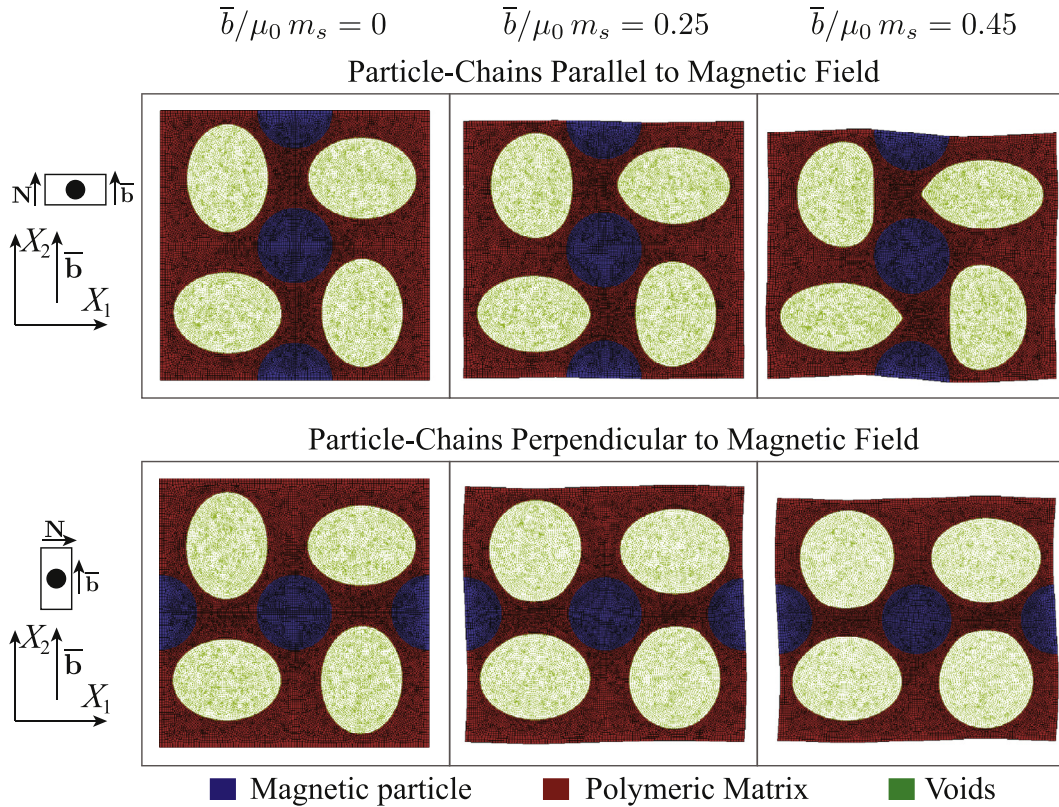 b̅/μ₀ mₛ = 0 b̅/μ₀ mₛ = 0.25 b̅/μ₀ mₛ = 0.45
Particle-Chains Parallel to Magnetic Field
N b̅
X₂ b̅
X₁
Particle-Chains Perpendicular to Magnetic Field
N
b̅
X₂ b̅
X₁
Magnetic particle Polymeric Matrix Voids